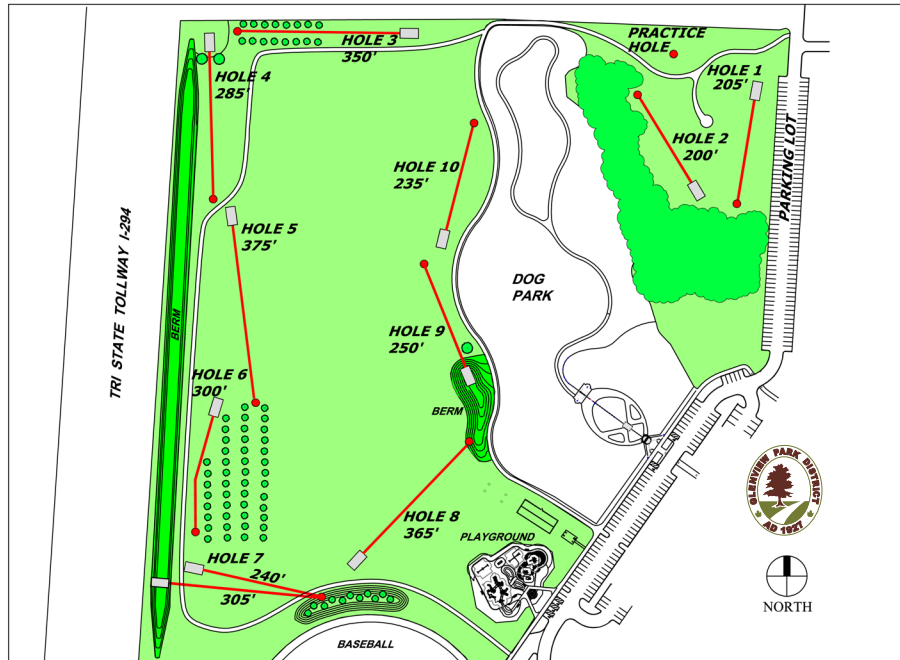 PRACTICE
HOLE
HOLE 3
350'
HOLE 1
205'
HOLE 4
285'
HOLE 2
200'
HOLE 10
235'
PARKING LOT
HOLE 5
375'
TRI STATE TOLLWAY I-294
BERM
DOG
PARK
HOLE 9
250'
HOLE 6
300'
BERM
HOLE 8
365'
PLAYGROUND
HOLE 7
240'
305'
BASEBALL
GLENVIEW PARK DISTRICT
AD 1927
NORTH